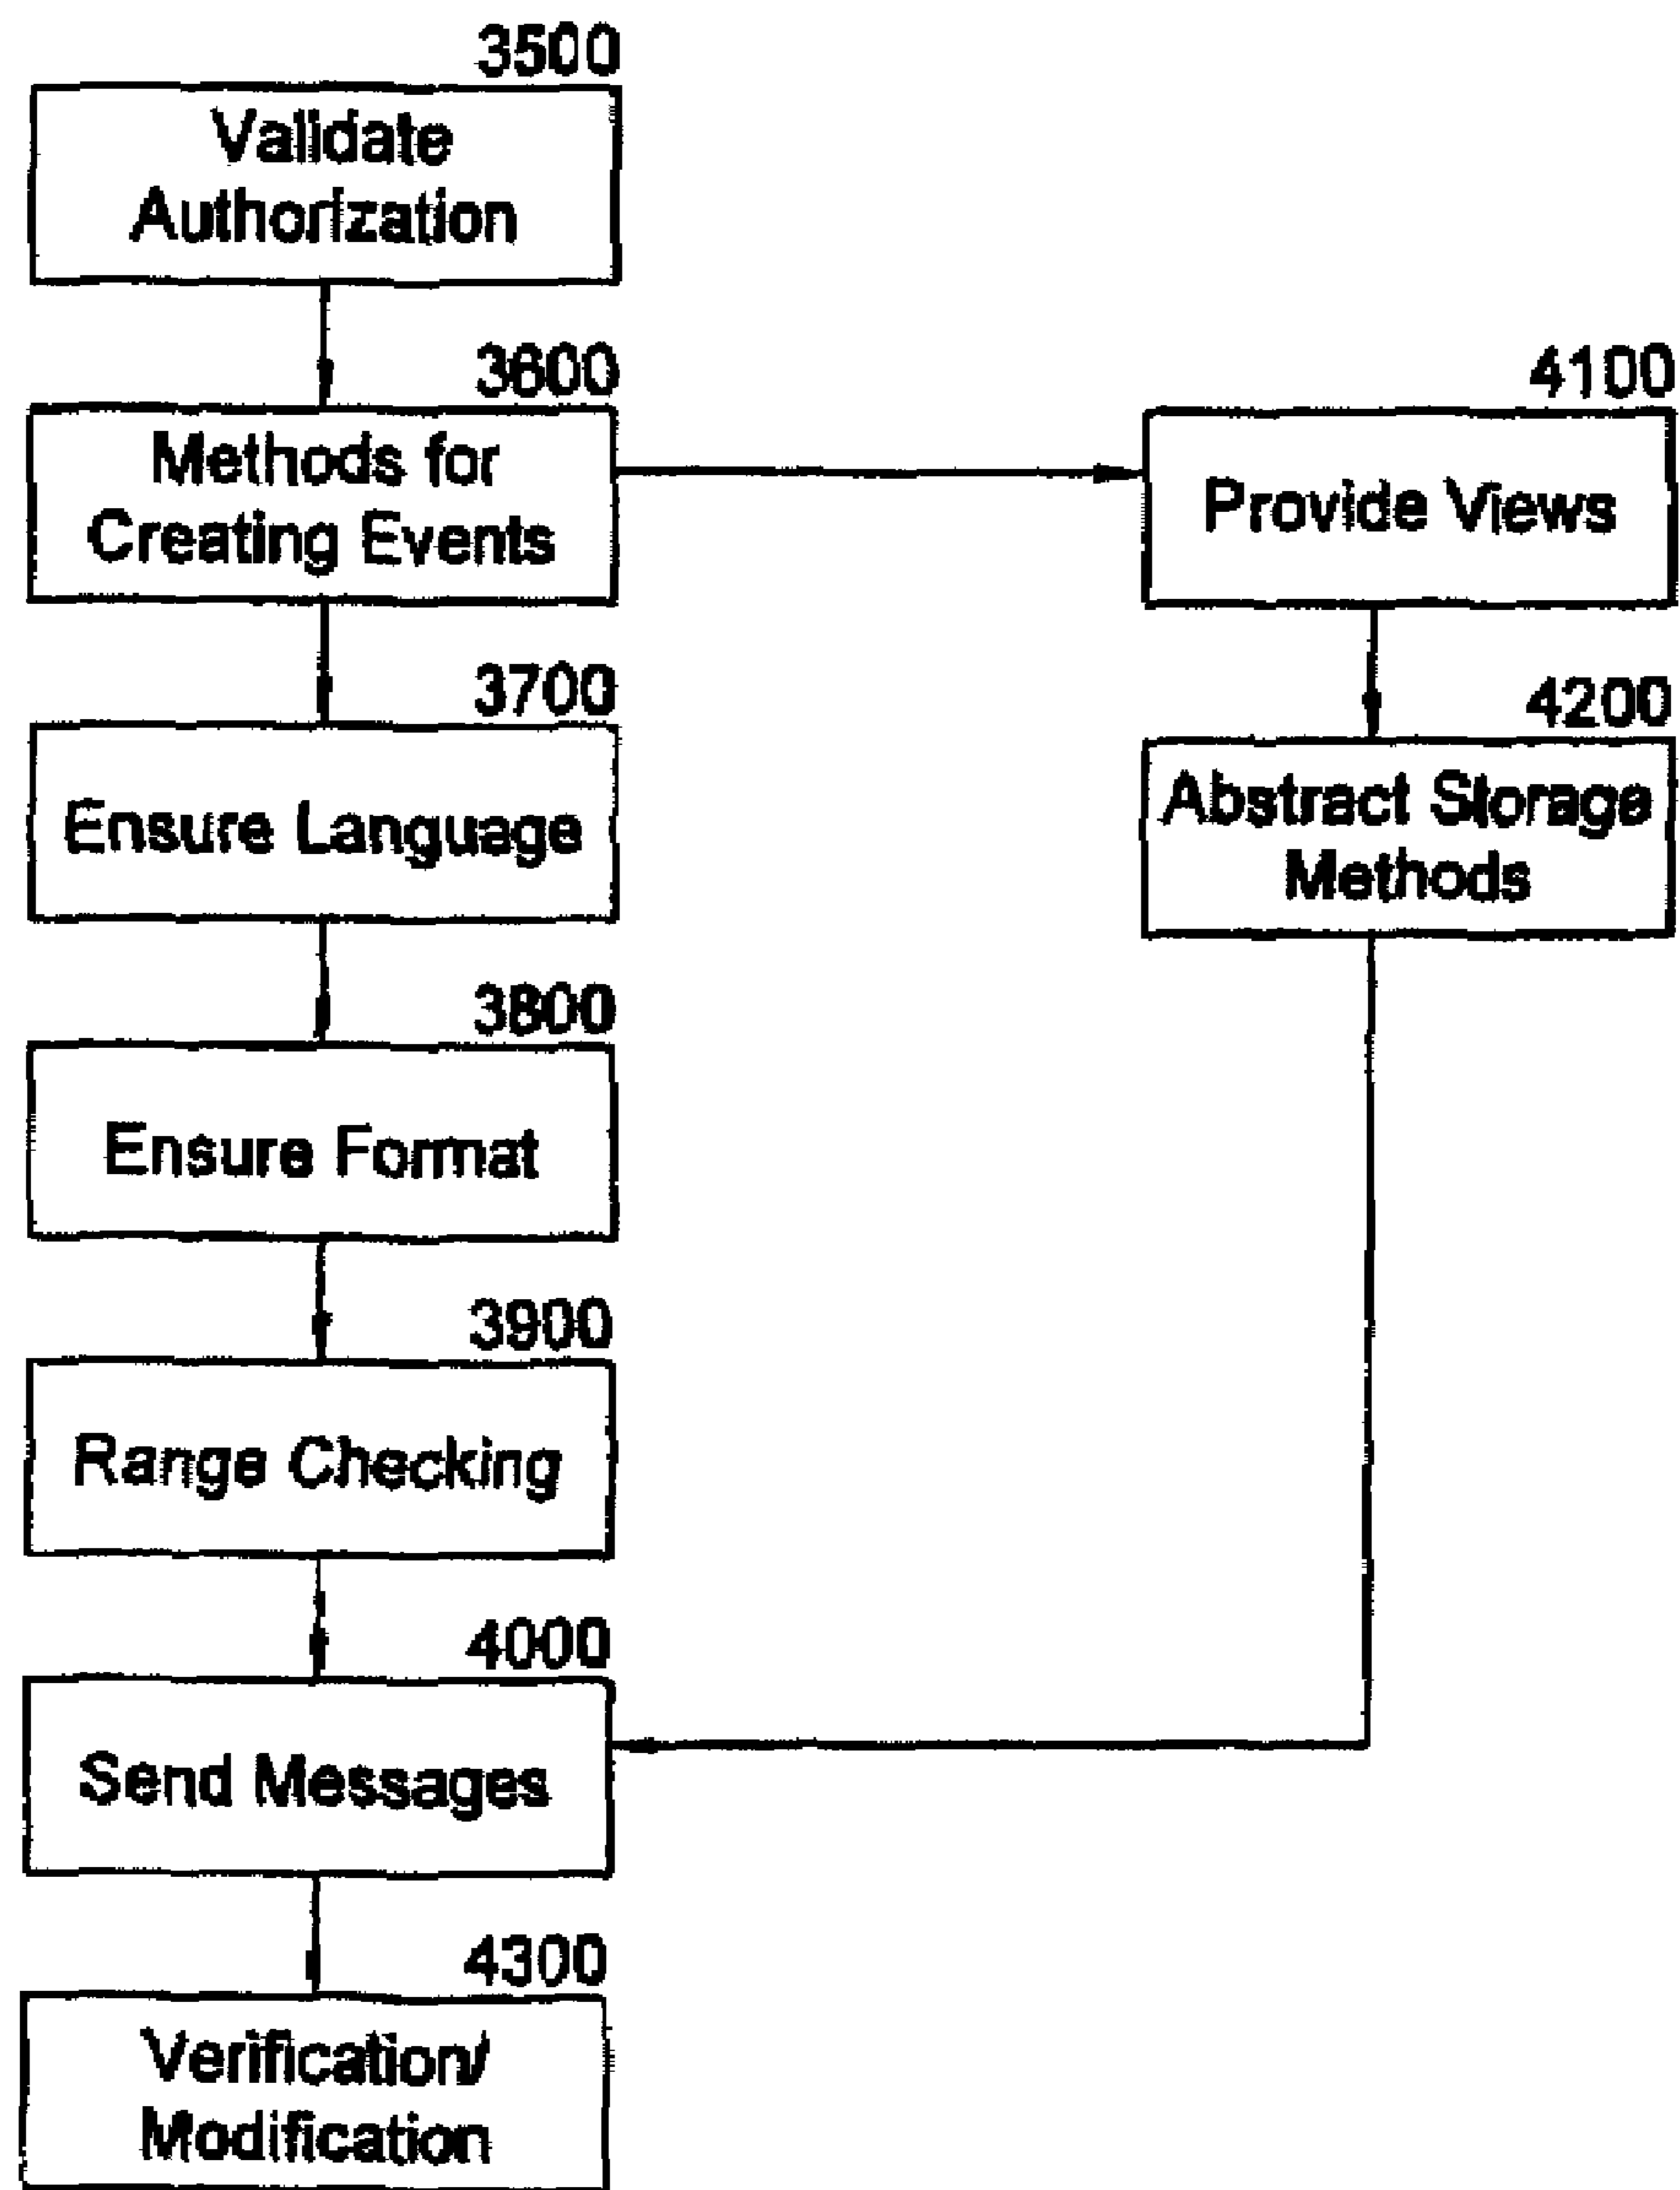 3500
Validate
Authorization
3600
Methods for
Creating Events
4100
Provide Views
3700
Ensure Language
4200
Abstract Storage
Methods
3800
Ensure Format
3900
Range Checking
4000
Send Messages
4300
Verification/
Modification